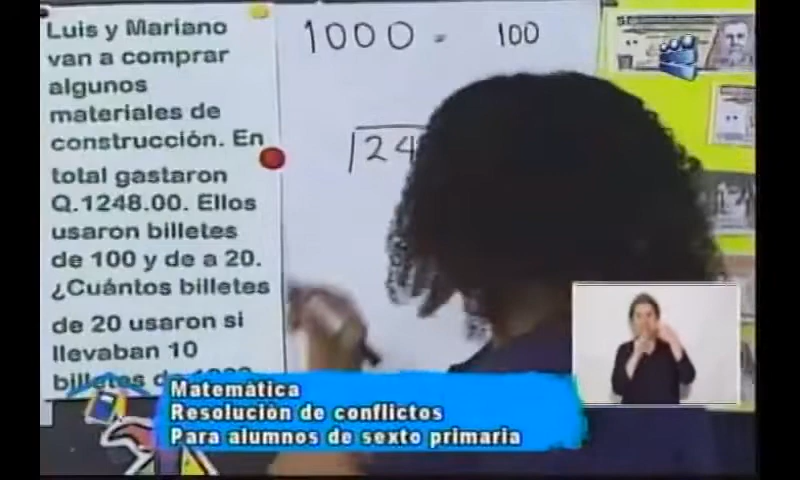 Luis y Mariano
van a comprar
algunos
materiales de
construcción. En
total gastaron
Q.1248.00. Ellos
usaron billetes
de 100 y de a 20.
¿Cuántos billetes
de 20 usaron si
llevaban 10
billetes
1000 = 100
24
Matemática
Resolución de conflictos
Para alumnos de sexto primaria